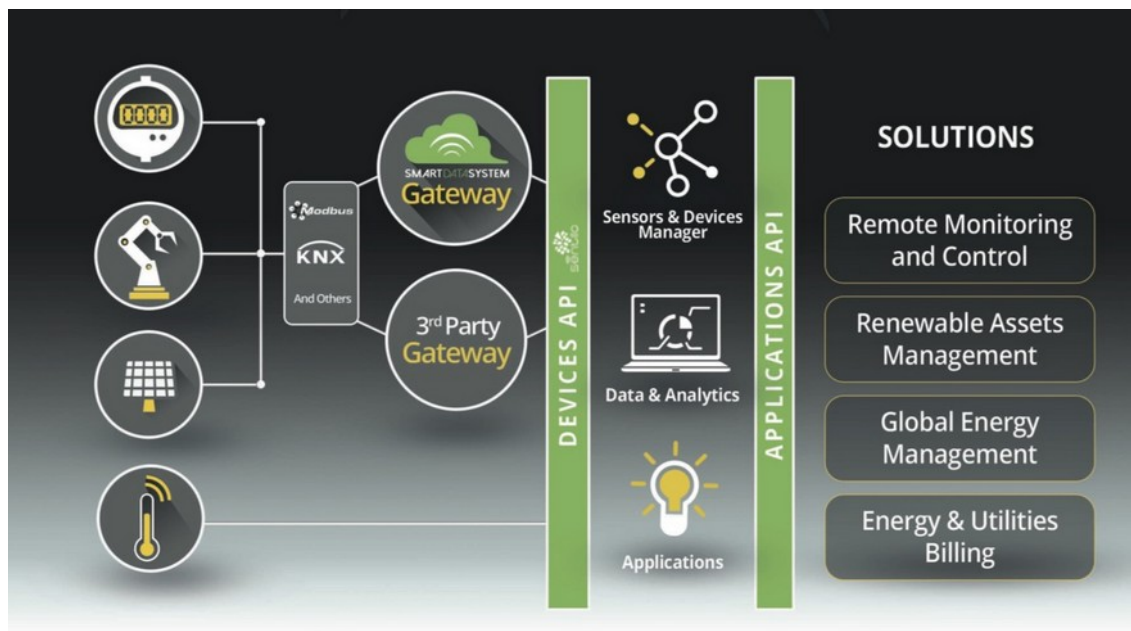 0000
Modbus
KNX
And Others
SMARTDATASYSTEM
Gateway
3rd Party
Gateway
DEVICES API
Sensors & Devices
Manager
Data & Analytics
Applications
APPLICATIONS API
SOLUTIONS
Remote Monitoring
and Control
Renewable Assets
Management
Global Energy
Management
Energy & Utilities
Billing